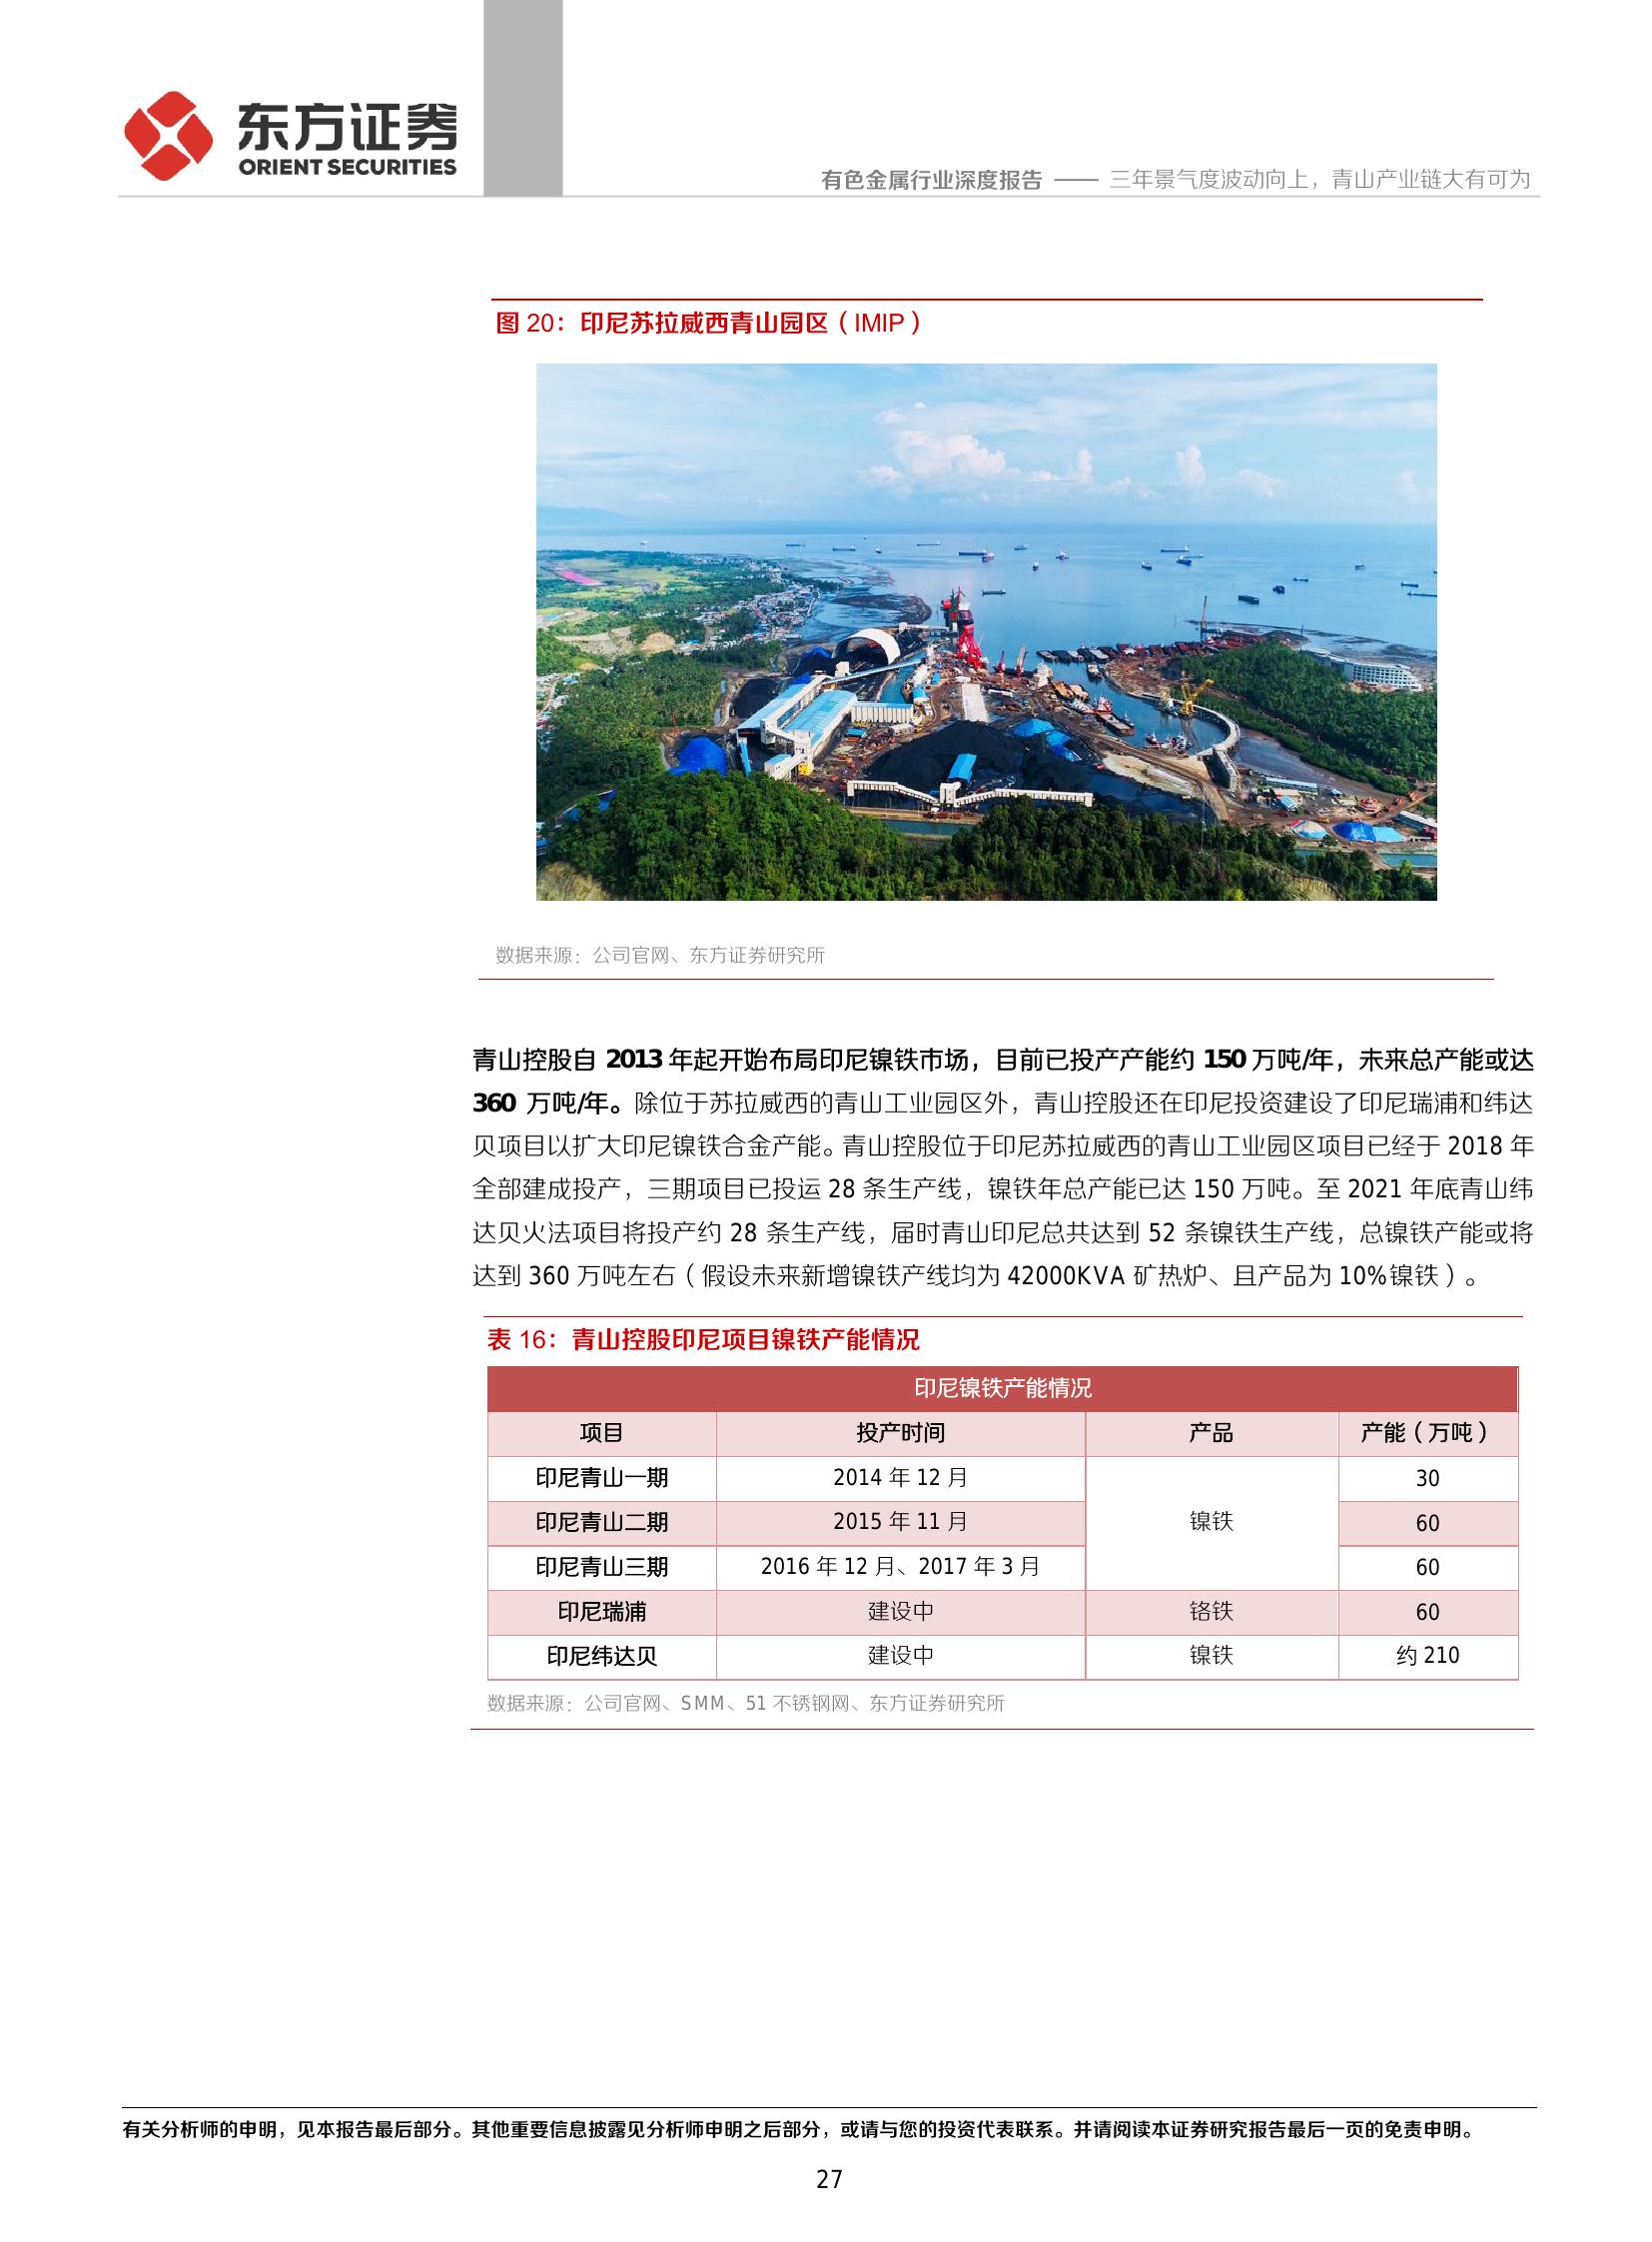 东方证券
ORIENT SECURITIES
有色金属行业深度报告 —— 三年景气度波动向上，青山产业链大有可为
图 20：印尼苏拉威西青山园区（IMIP）
数据来源：公司官网、东方证券研究所
青山控股自 2013 年起开始布局印尼镍铁市场，目前已投产产能约 150 万吨/年，未来总产能或达
360 万吨/年。除位于苏拉威西的青山工业园区外，青山控股还在印尼投资建设了印尼瑞浦和纬达
贝项目以扩大印尼镍铁合金产能。青山控股位于印尼苏拉威西的青山工业园区项目已经于 2018 年
全部建成投产，三期项目已投运 28 条生产线，镍铁年总产能已达 150 万吨。至 2021 年底青山纬
达贝火法项目将投产约 28 条生产线，届时青山印尼总共达到 52 条镍铁生产线，总镍铁产能或将
达到 360 万吨左右（假设未来新增镍铁产线均为 42000KVA 矿热炉、且产品为 10%镍铁）。
表 16：青山控股印尼项目镍铁产能情况
印尼镍铁产能情况
项目 投产时间 产品 产能（万吨）
印尼青山一期 2014 年 12 月 30
印尼青山二期 2015 年 11 月 镍铁 60
印尼青山三期 2016 年 12 月、2017 年 3 月 60
印尼瑞浦 建设中 铬铁 60
印尼纬达贝 建设中 镍铁 约 210
数据来源：公司官网、SMM、51 不锈钢网、东方证券研究所
有关分析师的申明，见本报告最后部分。其他重要信息披露见分析师申明之后部分，或请与您的投资代表联系。并请阅读本证券研究报告最后一页的免责申明。
27